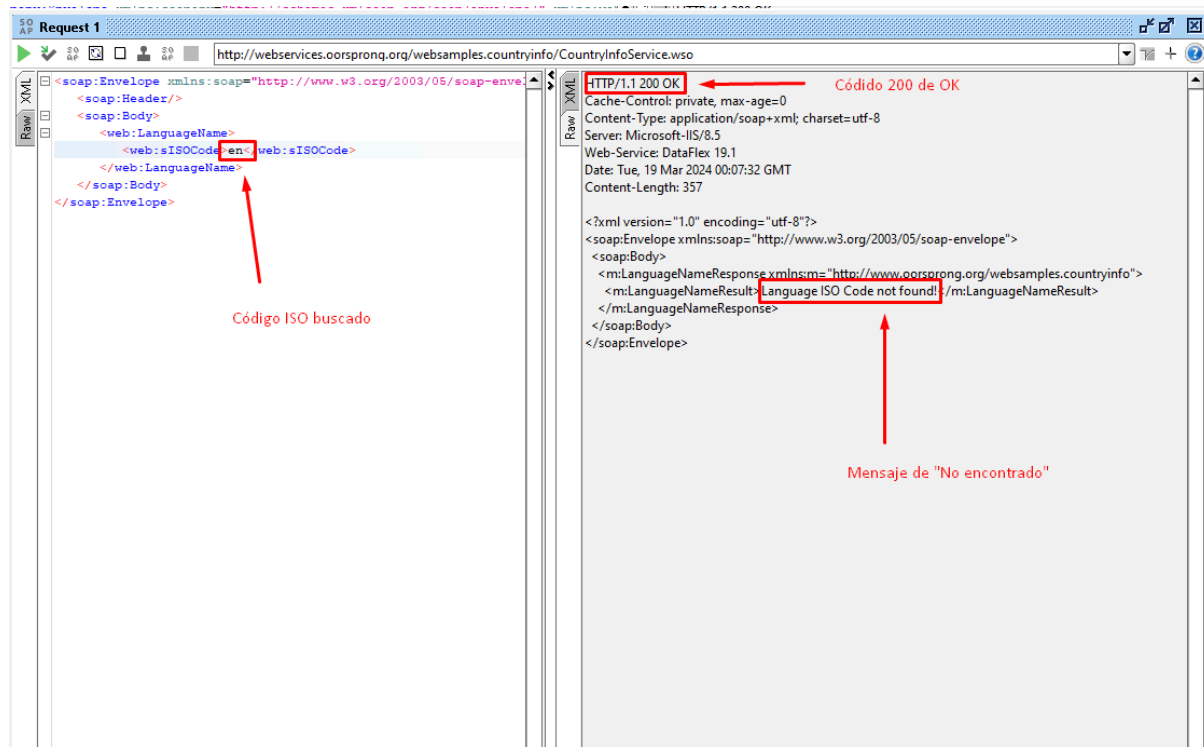 SO AP Request 1
http://webservices.oorsprong.org/websamples.countryinfo/CountryInfoService.wso
XML
Raw
<soap:Envelope xmlns:soap="http://www.w3.org/2003/05/soap-enve
<soap:Header/>
<soap:Body>
<web:LanguageName>
<web:sISOCode>en</web:sISOCode>
</web:LanguageName>
</soap:Body>
</soap:Envelope>
Código ISO buscado
XML
Raw
HTTP/1.1 200 OK
Códido 200 de OK
Cache-Control: private, max-age=0
Content-Type: application/soap+xml; charset=utf-8
Server: Microsoft-IIS/8.5
Web-Service: DataFlex 19.1
Date: Tue, 19 Mar 2024 00:07:32 GMT
Content-Length: 357
<?xml version="1.0" encoding="utf-8"?>
<soap:Envelope xmlns:soap="http://www.w3.org/2003/05/soap-envelope">
<soap:Body>
<m:LanguageNameResponse xmlns:m="http://www.oorsprong.org/websamples.countryinfo">
<m:LanguageNameResult>Language ISO Code not found!</m:LanguageNameResult>
</m:LanguageNameResponse>
</soap:Body>
</soap:Envelope>
Mensaje de "No encontrado"